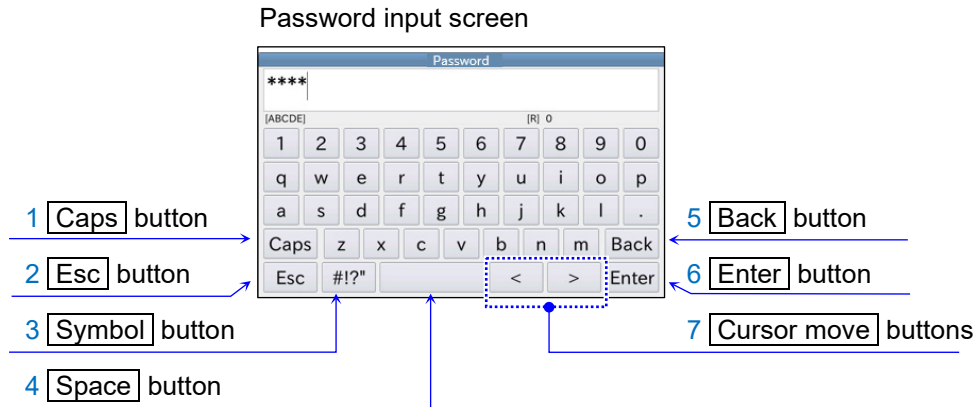 Password input screen
Password
****
[ABCDE] [R] 0
1 2 3 4 5 6 7 8 9 0
q w e r t y u i o p
a s d f g h j k l .
Caps z x c v b n m Back
Esc #!?" < > Enter
1 Caps button
2 Esc button
3 Symbol button
4 Space button
5 Back button
6 Enter button
7 Cursor move buttons